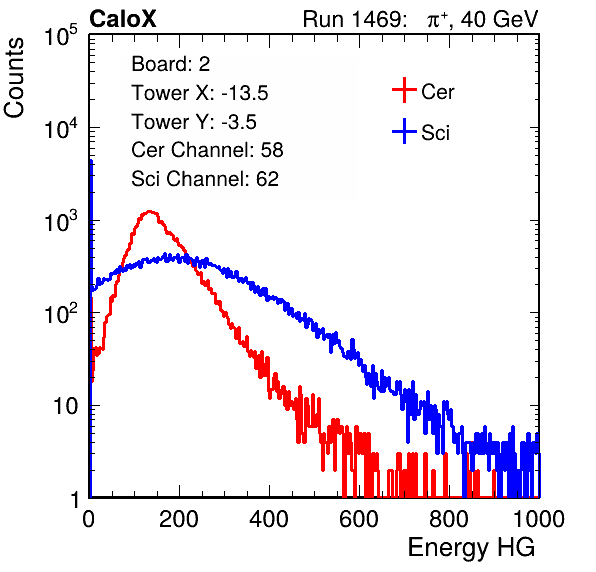 CaloX Run 1469: π⁺, 40 GeV
Counts
Board: 2
Tower X: -13.5
Tower Y: -3.5
Cer Channel: 58
Sci Channel: 62
Cer
Sci
10⁵
10⁴
10³
10²
10
1
0 200 400 600 800 1000
Energy HG